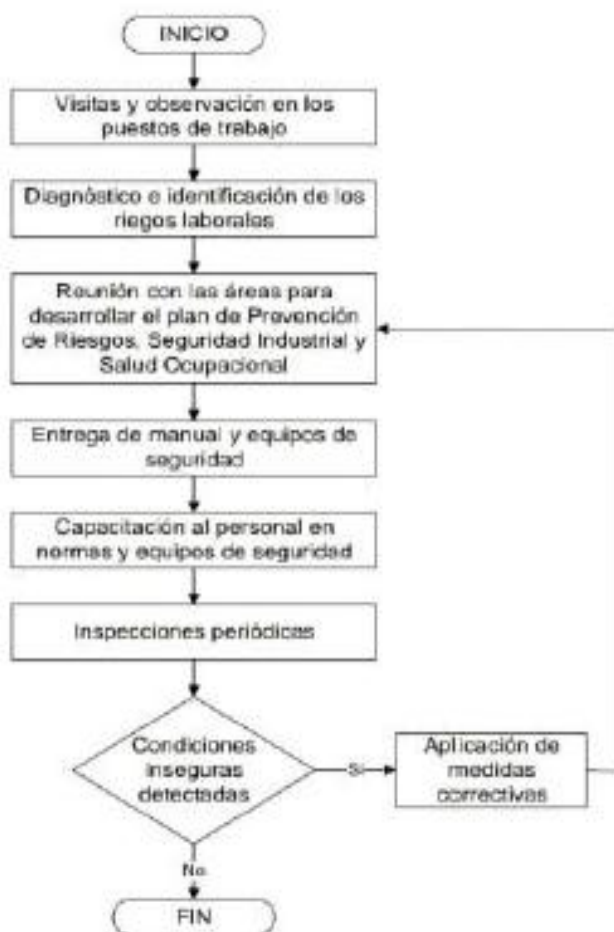 INICIO
Visitas y observación en los
puestos de trabajo
Diagnóstico e identificación de los
riegos laborales
Reunión con las áreas para
desarrollar el plan de Prevención
de Riesgos, Seguridad Industrial y
Salud Ocupacional
Entrega de manual y equipos de
seguridad
Capacitación al personal en
normas y equipos de seguridad
Inspecciones periódicas
Condiciones
inseguras
detectadas
Si
Aplicación de
medidas
correctivas
No
FIN